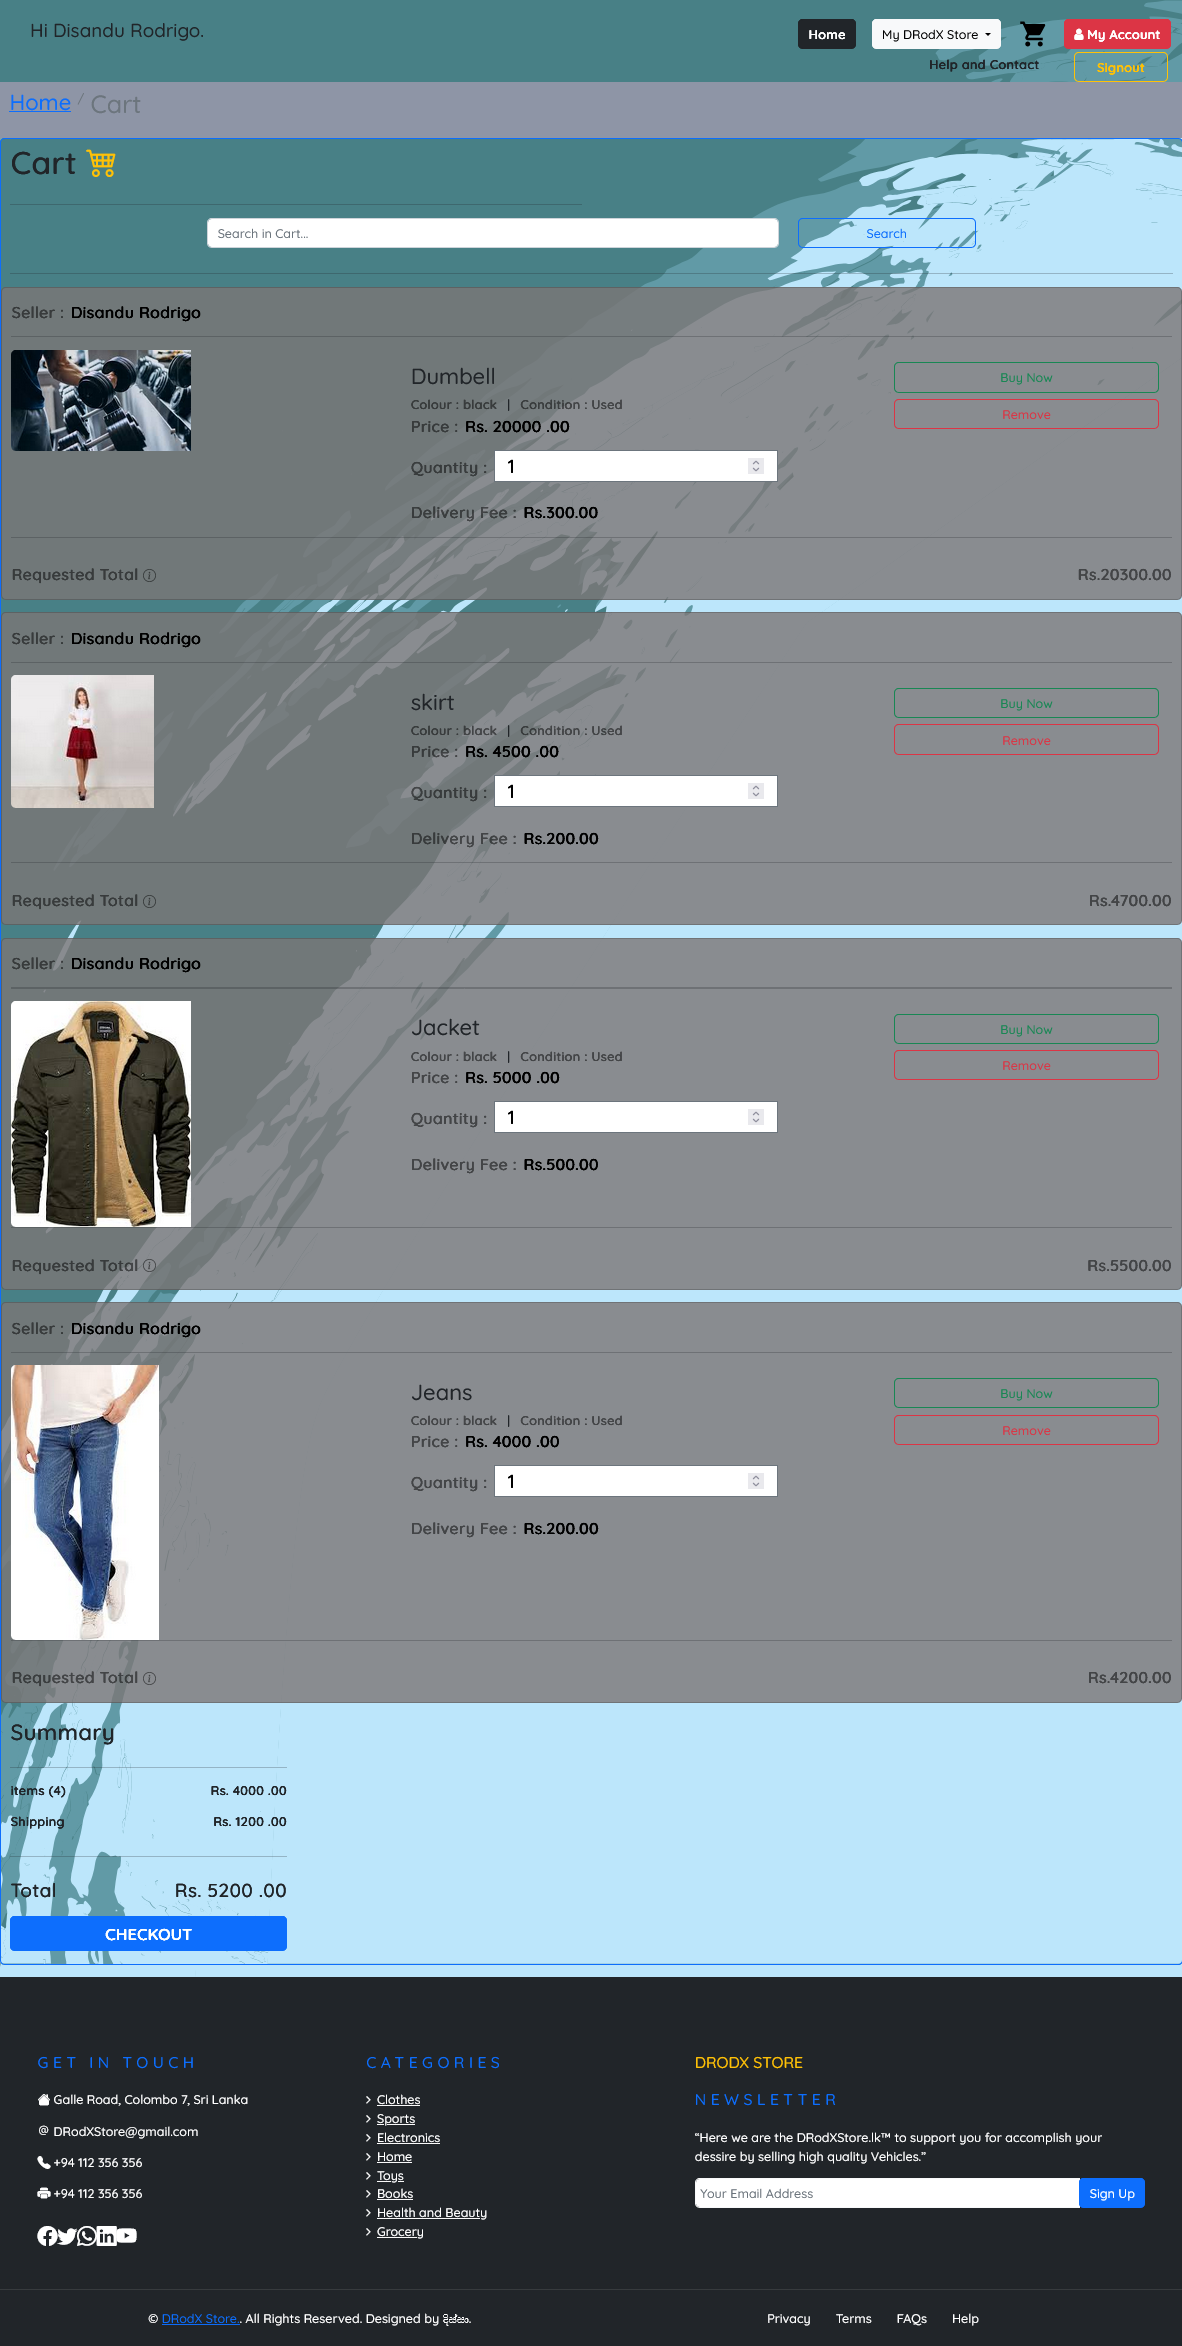 Hi Disandu Rodrigo.
Home
My DRodX Store
My Account
Help and Contact
Signout
Home / Cart
Cart
Search in Cart...
Search
Seller : Disandu Rodrigo
Dumbell
Buy Now
Colour : black | Condition : Used
Remove
Price : Rs. 20000 .00
Quantity : 1
Delivery Fee : Rs.300.00
Requested Total
Rs.20300.00
Seller : Disandu Rodrigo
skirt
Buy Now
Colour : black | Condition : Used
Remove
Price : Rs. 4500 .00
Quantity : 1
Delivery Fee : Rs.200.00
Requested Total
Rs.4700.00
Seller : Disandu Rodrigo
Jacket
Buy Now
Colour : black | Condition : Used
Remove
Price : Rs. 5000 .00
Quantity : 1
Delivery Fee : Rs.500.00
Requested Total
Rs.5500.00
Seller : Disandu Rodrigo
Jeans
Buy Now
Colour : black | Condition : Used
Remove
Price : Rs. 4000 .00
Quantity : 1
Delivery Fee : Rs.200.00
Requested Total
Rs.4200.00
Summary
items (4) Rs. 4000 .00
Shipping Rs. 1200 .00
Total Rs. 5200 .00
CHECKOUT
GET IN TOUCH
Galle Road, Colombo 7, Sri Lanka
DRodXStore@gmail.com
+94 112 356 356
+94 112 356 356
CATEGORIES
Clothes
Sports
Electronics
Home
Toys
Books
Health and Beauty
Grocery
DRODX STORE
NEWSLETTER
“Here we are the DRodXStore.lk™ to support you for accomplish your
dessire by selling high quality Vehicles.”
Your Email Address
Sign Up
© DRodX Store.. All Rights Reserved. Designed by
Privacy
Terms
FAQs
Help